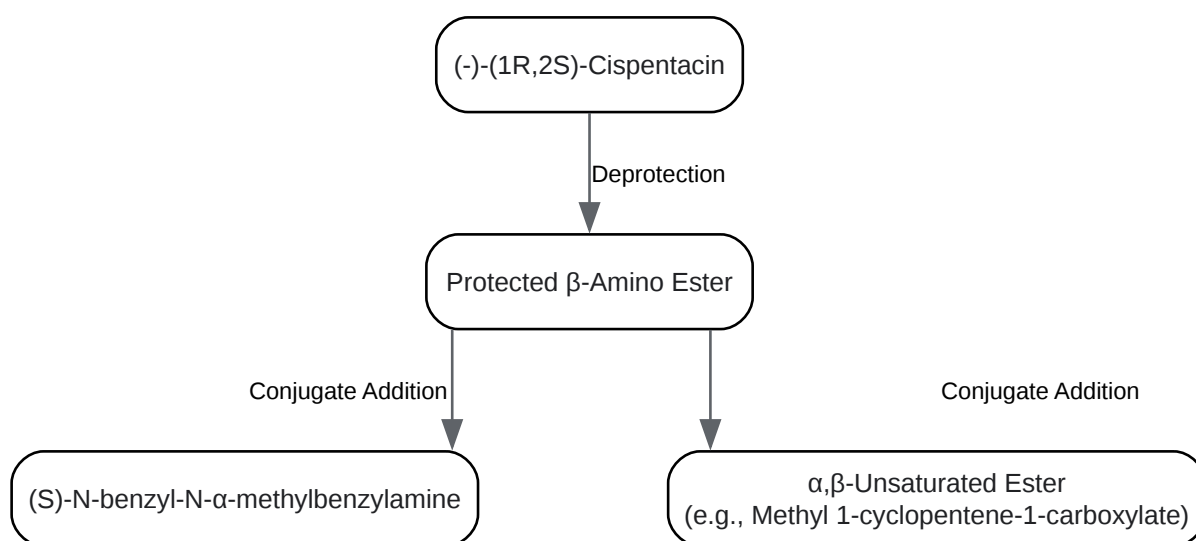 (-)-(1R,2S)-Cispentacin
Deprotection
Protected β-Amino Ester
Conjugate Addition
Conjugate Addition
(S)-N-benzyl-N-α-methylbenzylamine
α,β-Unsaturated Ester
(e.g., Methyl 1-cyclopentene-1-carboxylate)